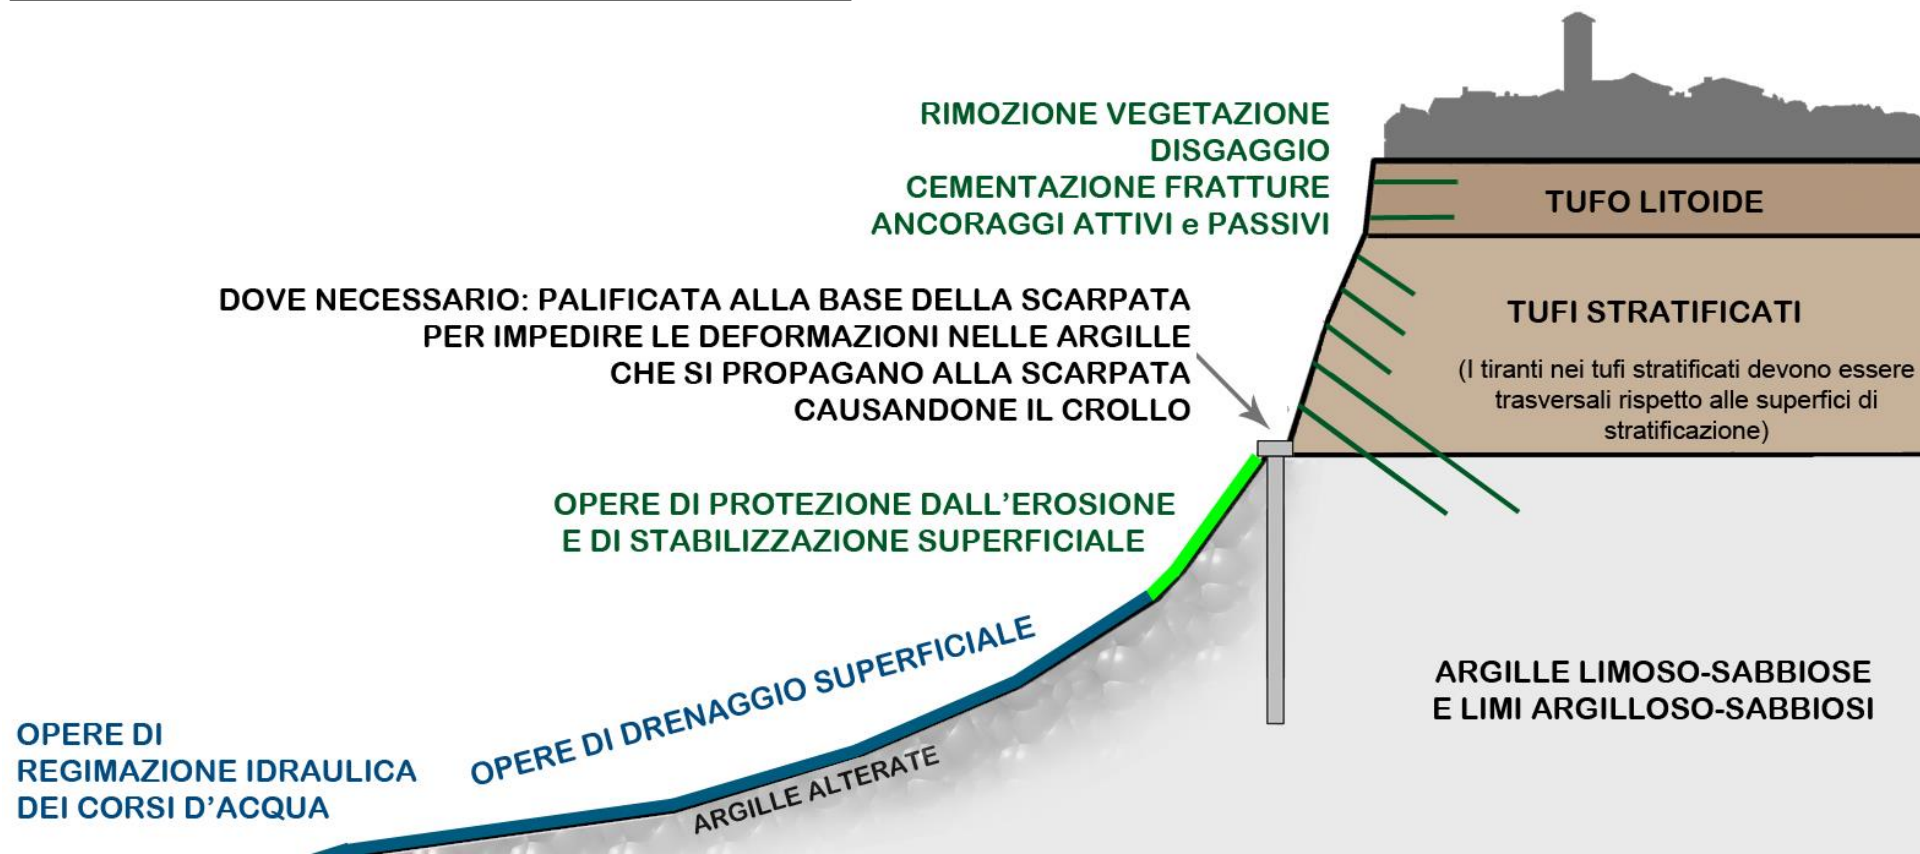 RIMOZIONE VEGETAZIONE
DISGAGGIO
CEMENTAZIONE FRATTURE
ANCORAGGI ATTIVI e PASSIVI
TUFO LITOIDE
DOVE NECESSARIO: PALIFICATA ALLA BASE DELLA SCARPATA
PER IMPEDIRE LE DEFORMAZIONI NELLE ARGILLE
CHE SI PROPAGANO ALLA SCARPATA
CAUSANDONE IL CROLLO
TUFI STRATIFICATI
(I tiranti nei tufi stratificati devono essere
trasversali rispetto alle superfici di
stratificazione)
OPERE DI PROTEZIONE DALL'EROSIONE
E DI STABILIZZAZIONE SUPERFICIALE
OPERE DI DRENAGGIO SUPERFICIALE
ARGILLE LIMOSO-SABBIOSE
E LIMI ARGILLOSO-SABBIOSI
OPERE DI
REGIMAZIONE IDRAULICA
DEI CORSI D'ACQUA
ARGILLE ALTERATE